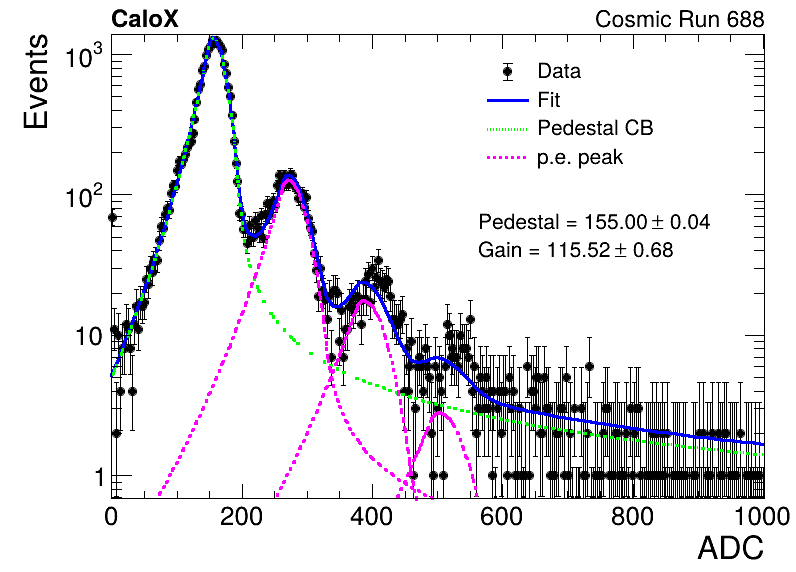 CaloX Cosmic Run 688
Events
10³
10²
10
1
Data
Fit
Pedestal CB
p.e. peak
Pedestal = 155.00 ± 0.04
Gain = 115.52 ± 0.68
0 200 400 600 800 1000
ADC